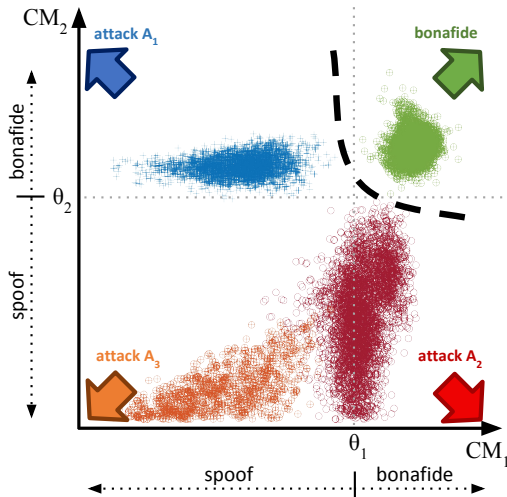 CM₂
attack A₁
bonafide
bonafide
θ₂
spoof
attack A₃
attack A₂
θ₁
CM₁
spoof
bonafide